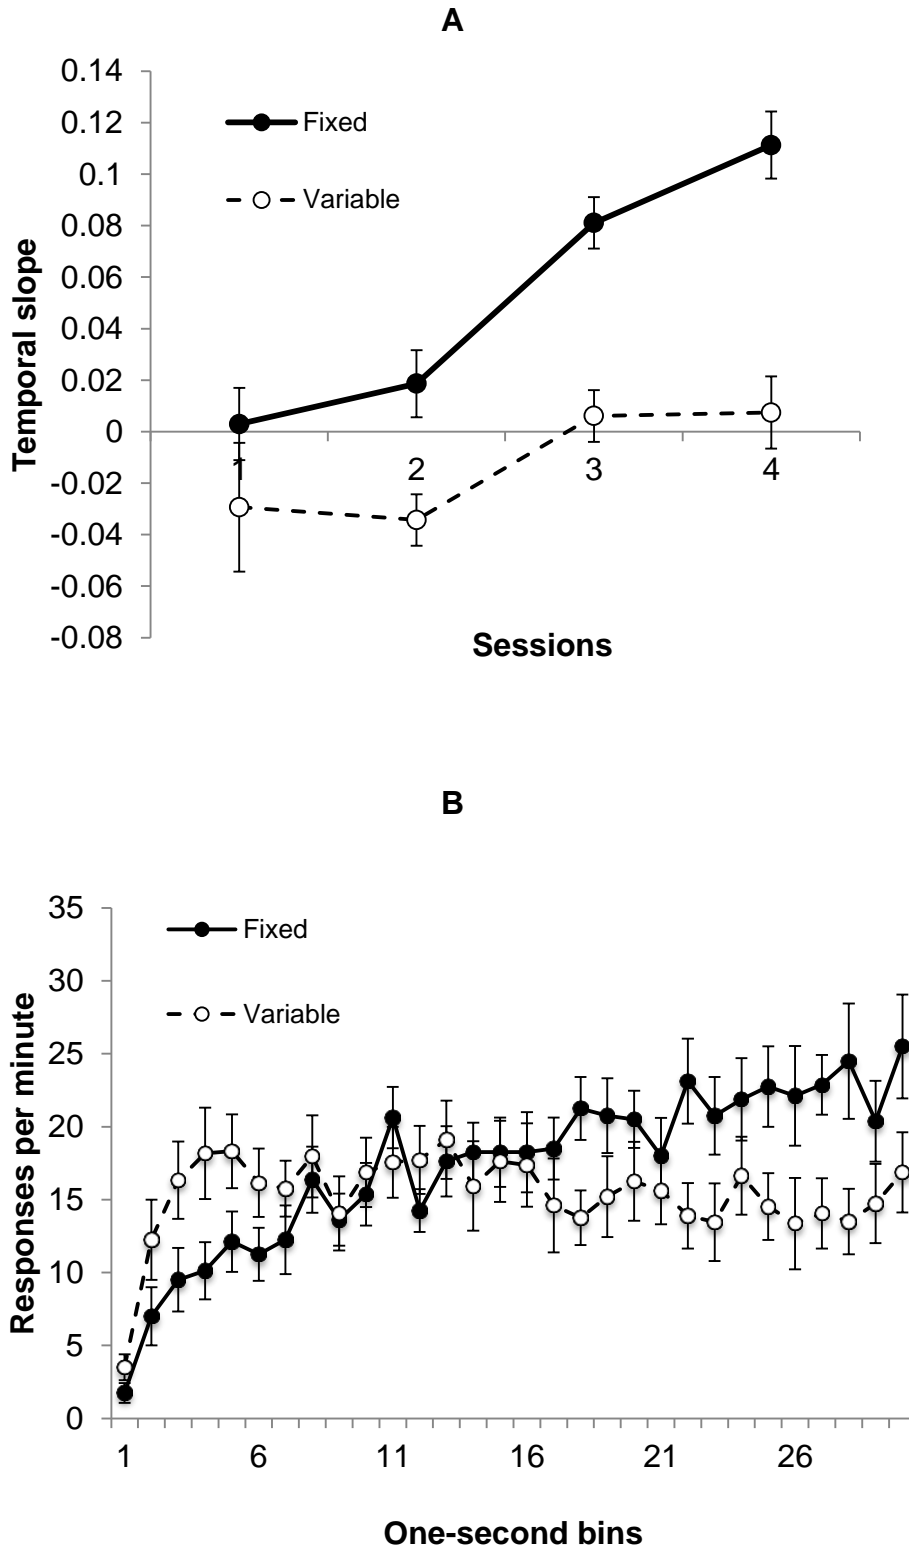 A
0.14
0.12
0.1
0.08
0.06
0.04
0.02
0
-0.02
-0.04
-0.06
-0.08
Temporal slope
Fixed
Variable
1 2 3 4
Sessions
B
35
30
25
20
15
10
5
0
Responses per minute
Fixed
Variable
1 6 11 16 21 26
One-second bins